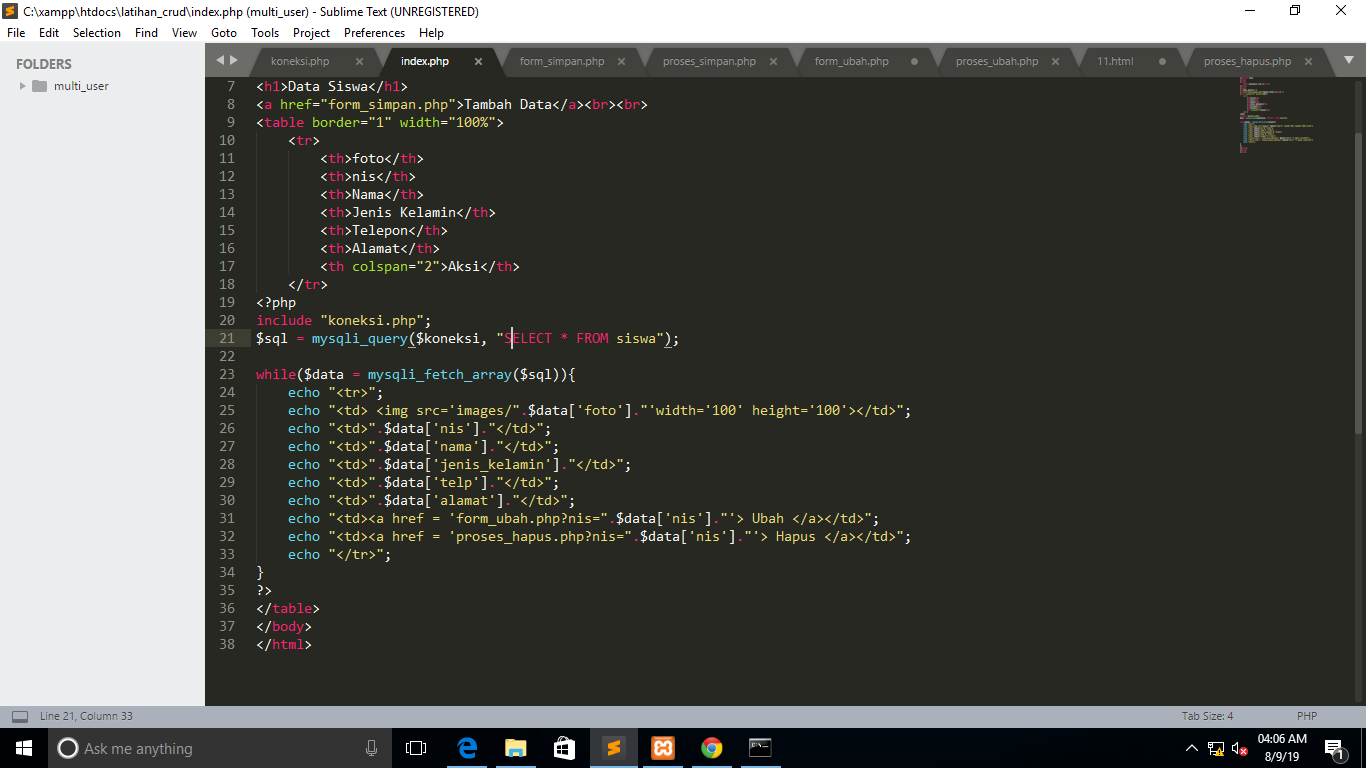 C:\xampp\htdocs\latihan_crud\index.php (multi_user) - Sublime Text (UNREGISTERED)
File Edit Selection Find View Goto Tools Project Preferences Help
FOLDERS
multi_user
koneksi.php index.php form_simpan.php proses_simpan.php form_ubah.php proses_ubah.php 11.html proses_hapus.php
7 <h1>Data Siswa</h1>
8 <a href="form_simpan.php">Tambah Data</a><br><br>
9 <table border="1" width="100%">
10 <tr>
11 <th>foto</th>
12 <th>nis</th>
13 <th>Nama</th>
14 <th>Jenis Kelamin</th>
15 <th>Telepon</th>
16 <th>Alamat</th>
17 <th colspan="2">Aksi</th>
18 </tr>
19 <?php
20 include "koneksi.php";
21 $sql = mysqli_query($koneksi, "SELECT * FROM siswa");
22
23 while($data = mysqli_fetch_array($sql)){
24 echo "<tr>";
25 echo "<td> <img src='images/".$data['foto']."'width='100' height='100'></td>";
26 echo "<td>".$data['nis']."</td>";
27 echo "<td>".$data['nama']."</td>";
28 echo "<td>".$data['jenis_kelamin']."</td>";
29 echo "<td>".$data['telp']."</td>";
30 echo "<td>".$data['alamat']."</td>";
31 echo "<td><a href = 'form_ubah.php?nis=".$data['nis']."'> Ubah </a></td>";
32 echo "<td><a href = 'proses_hapus.php?nis=".$data['nis']."'> Hapus </a></td>";
33 echo "</tr>";
34 }
35 ?>
36 </table>
37 </body>
38 </html>
Line 21, Column 33 Tab Size: 4 PHP
Ask me anything
04:06 AM
8/9/19
1